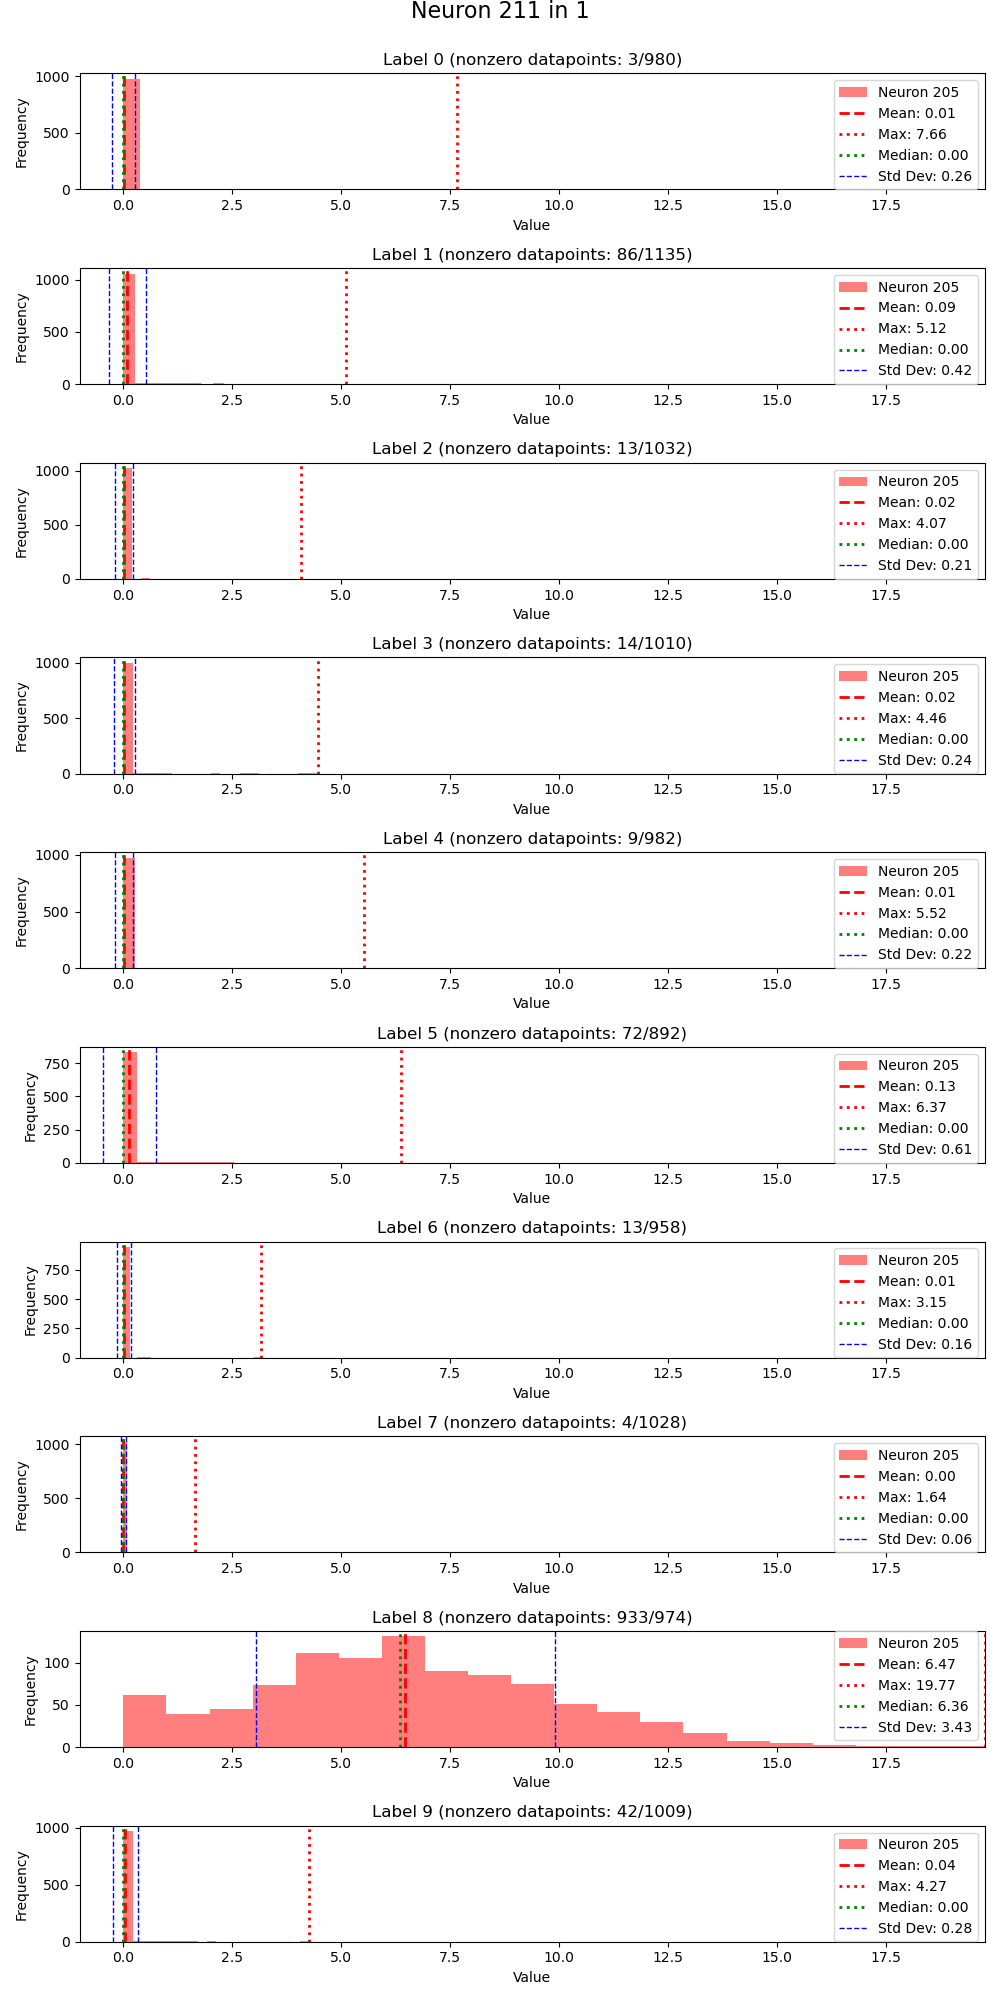 Neuron 211 in 1
Label 0 (nonzero datapoints: 3/980)
Frequency
1000
500
0
Neuron 205
Mean: 0.01
Max: 7.66
Median: 0.00
Std Dev: 0.26
0.0 2.5 5.0 7.5 10.0 12.5 15.0 17.5
Value
Label 1 (nonzero datapoints: 86/1135)
Frequency
1000
500
0
Neuron 205
Mean: 0.09
Max: 5.12
Median: 0.00
Std Dev: 0.42
0.0 2.5 5.0 7.5 10.0 12.5 15.0 17.5
Value
Label 2 (nonzero datapoints: 13/1032)
Frequency
1000
500
0
Neuron 205
Mean: 0.02
Max: 4.07
Median: 0.00
Std Dev: 0.21
0.0 2.5 5.0 7.5 10.0 12.5 15.0 17.5
Value
Label 3 (nonzero datapoints: 14/1010)
Frequency
1000
500
0
Neuron 205
Mean: 0.02
Max: 4.46
Median: 0.00
Std Dev: 0.24
0.0 2.5 5.0 7.5 10.0 12.5 15.0 17.5
Value
Label 4 (nonzero datapoints: 9/982)
Frequency
1000
500
0
Neuron 205
Mean: 0.01
Max: 5.52
Median: 0.00
Std Dev: 0.22
0.0 2.5 5.0 7.5 10.0 12.5 15.0 17.5
Value
Label 5 (nonzero datapoints: 72/892)
Frequency
750
500
250
0
Neuron 205
Mean: 0.13
Max: 6.37
Median: 0.00
Std Dev: 0.61
0.0 2.5 5.0 7.5 10.0 12.5 15.0 17.5
Value
Label 6 (nonzero datapoints: 13/958)
Frequency
750
500
250
0
Neuron 205
Mean: 0.01
Max: 3.15
Median: 0.00
Std Dev: 0.16
0.0 2.5 5.0 7.5 10.0 12.5 15.0 17.5
Value
Label 7 (nonzero datapoints: 4/1028)
Frequency
1000
500
0
Neuron 205
Mean: 0.00
Max: 1.64
Median: 0.00
Std Dev: 0.06
0.0 2.5 5.0 7.5 10.0 12.5 15.0 17.5
Value
Label 8 (nonzero datapoints: 933/974)
Frequency
100
50
0
Neuron 205
Mean: 6.47
Max: 19.77
Median: 6.36
Std Dev: 3.43
0.0 2.5 5.0 7.5 10.0 12.5 15.0 17.5
Value
Label 9 (nonzero datapoints: 42/1009)
Frequency
1000
500
0
Neuron 205
Mean: 0.04
Max: 4.27
Median: 0.00
Std Dev: 0.28
0.0 2.5 5.0 7.5 10.0 12.5 15.0 17.5
Value